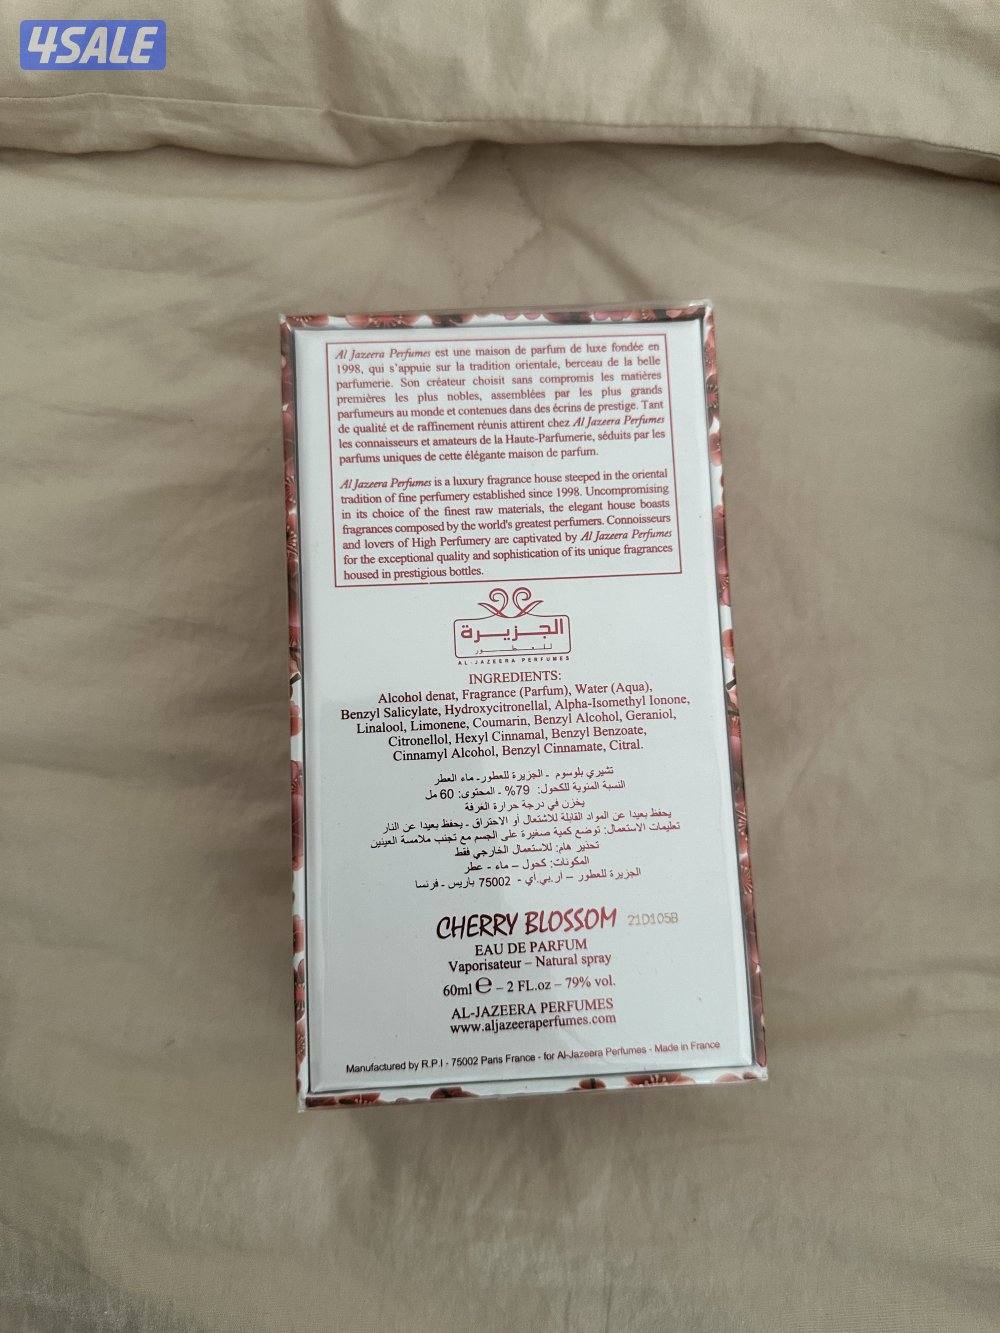 4SALE
Al Jazeera Perfumes est une maison de parfum de luxe fondée en
1998, qui s'appuie sur la tradition orientale, berceau de la belle
parfumerie. Son créateur choisit sans compromis les matières
premières les plus nobles, assemblées par les plus grands
parfumeurs au monde et contenues dans des écrins de prestige. Tant
de qualité et de raffinement réunis attirent chez Al Jazeera Perfumes
les connaisseurs et amateurs de la Haute-Parfumerie, séduits par les
parfums uniques de cette élégante maison de parfum.
Al Jazeera Perfumes is a luxury fragrance house steeped in the oriental
tradition of fine perfumery established since 1998. Uncompromising
in its choice of the finest raw materials, the elegant house boasts
fragrances composed by the world's greatest perfumers. Connoisseurs
and lovers of High Perfumery are captivated by Al Jazeera Perfumes
for the exceptional quality and sophistication of its unique fragrances
housed in prestigious bottles.
الجزيرة
للعطور
AL-JAZEERA PERFUMES
INGREDIENTS:
Alcohol denat, Fragrance (Parfum), Water (Aqua),
Benzyl Salicylate, Hydroxycitronellal, Alpha-Isomethyl Ionone,
Linalool, Limonene, Coumarin, Benzyl Alcohol, Geraniol,
Citronellol, Hexyl Cinnamal, Benzyl Benzoate,
Cinnamyl Alcohol, Benzyl Cinnamate, Citral.
تشيري بلوسوم - الجزيرة للعطور- ماء العطر
النسبة المئوية للكحول: 79% - المحتوى: 60 مل
يخزن في درجة حرارة الغرفة
يحفظ بعيدا عن المواد القابلة للاشتعال أو الاحتراق - يحفظ بعيدا عن النار
تعليمات الاستعمال: توضع كمية صغيرة على الجسم مع تجنب ملامسة العينين
تحذير هام: للاستعمال الخارجي فقط
المكونات: كحول – ماء - عطر
الجزيرة للعطور – ار.بي.اي - 75002 باريس - فرنسا
CHERRY BLOSSOM 21D105B
EAU DE PARFUM
Vaporisateur – Natural spray
60ml e – 2 FL.oz – 79% vol.
AL-JAZEERA PERFUMES
www.aljazeeraperfumes.com
Manufactured by R.P.I - 75002 Paris France - for Al-Jazeera Perfumes - Made in France